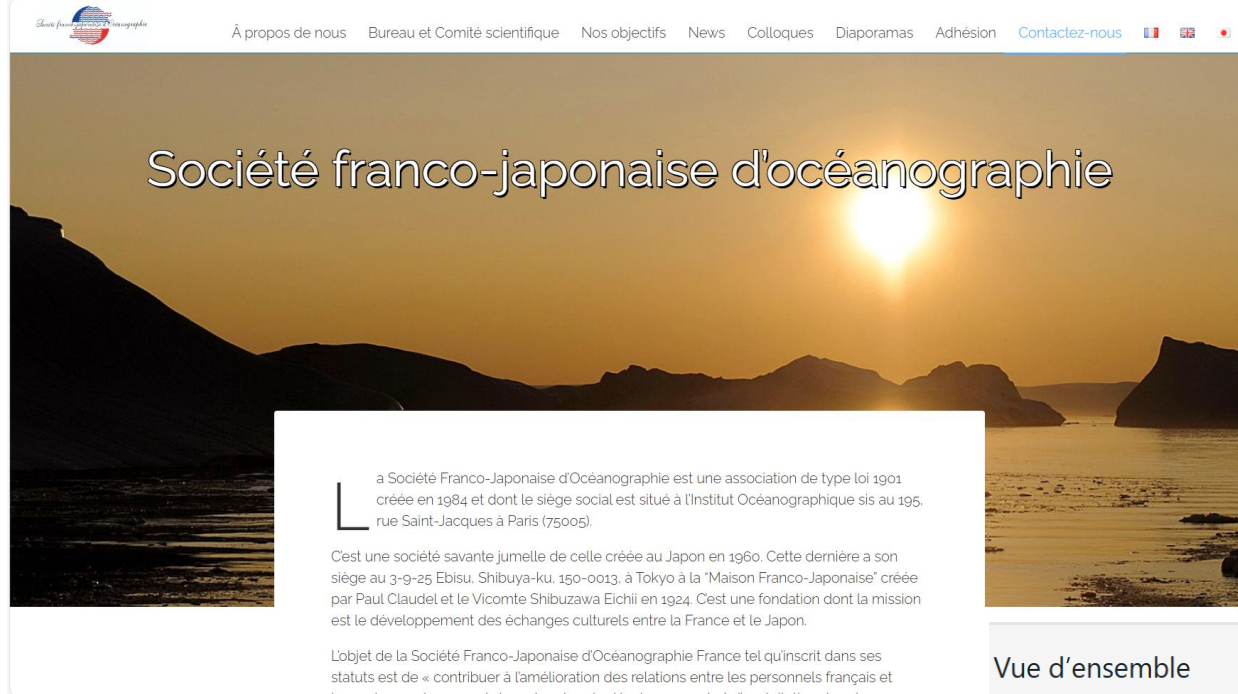 Société franco-japonaise d'Océanographie
À propos de nous Bureau et Comité scientifique Nos objectifs News Colloques Diaporamas Adhésion Contactez-nous
Société franco-japonaise d'océanographie
La Société Franco-Japonaise d'Océanographie est une association de type loi 1901
créée en 1984 et dont le siège social est situé à l'Institut Océanographique sis au 195,
rue Saint-Jacques à Paris (75005).
C'est une société savante jumelle de celle créée au Japon en 1960. Cette dernière a son
siège au 3-9-25 Ebisu, Shibuya-ku, 150-0013, à Tokyo à la "Maison Franco-Japonaise" créée
par Paul Claudel et le Vicomte Shibuzawa Eichii en 1924. C'est une fondation dont la mission
est le développement des échanges culturels entre la France et le Japon.
L'objet de la Société Franco-Japonaise d'Océanographie France tel qu'inscrit dans ses
statuts est de « contribuer à l'amélioration des relations entre les personnels français et
Vue d'ensemble